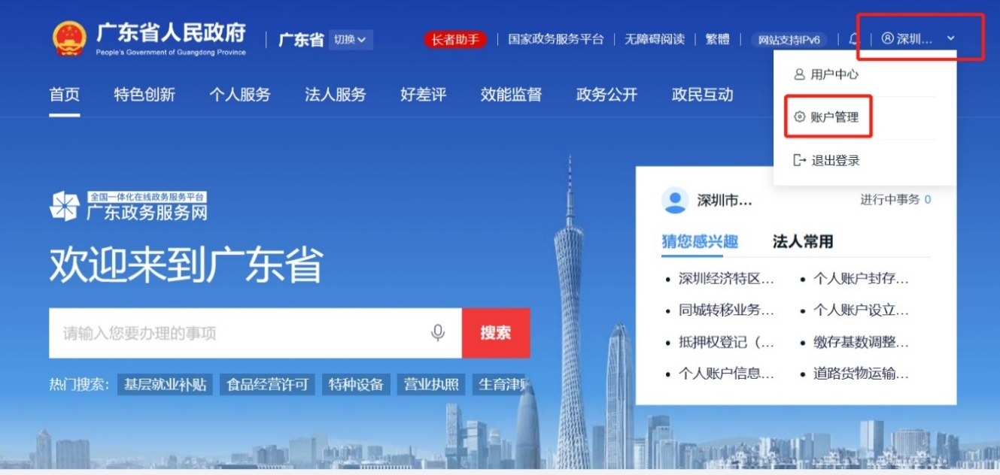 广东省人民政府
People's Government of Guangdong Province
广东省 切换
长者助手 国家政务服务平台 无障碍阅读 繁體 网站支持IPv6 深圳...
用户中心
首页 特色创新 个人服务 法人服务 好差评 效能监督 政务公开 政民互动
账户管理
退出登录
全国一体化在线政务服务平台
广东政务服务网
欢迎来到广东省
请输入您要办理的事项 搜索
热门搜索: 基层就业补贴 食品经营许可 特种设备 营业执照 生育津
深圳市... 进行中事务 0
猜您感兴趣 法人常用
• 深圳经济特区... • 个人账户封存...
• 同城转移业务... • 个人账户设立...
• 抵押权登记（... • 缴存基数调整...
• 个人账户信息... • 道路货物运输...